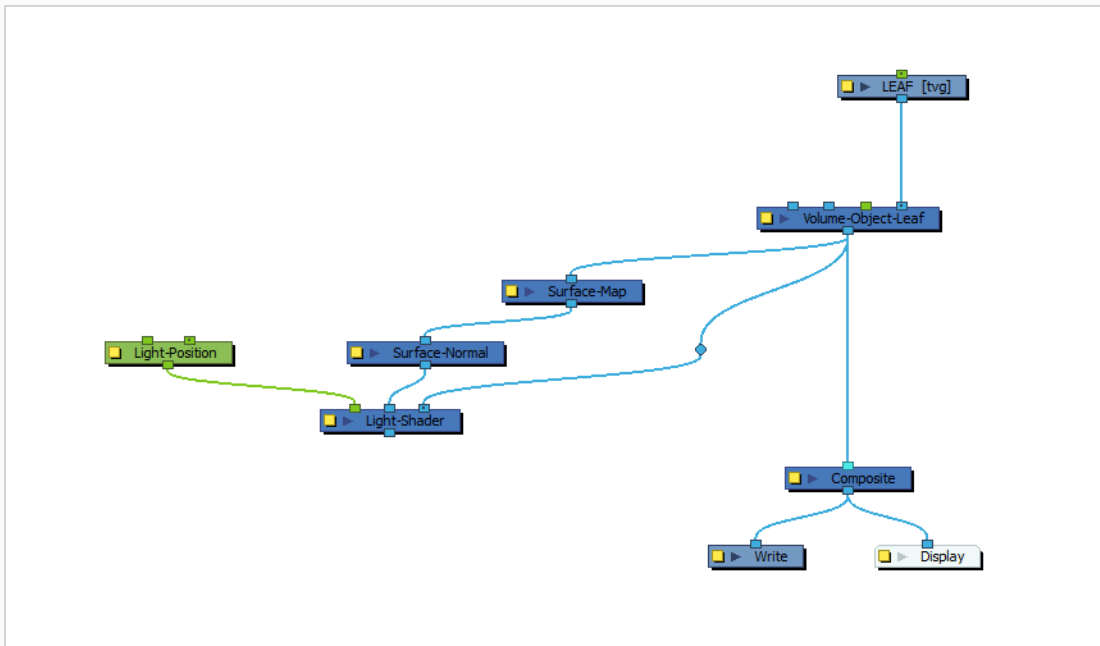 LEAF [tvg]
Volume-Object-Leaf
Surface-Map
Light-Position
Surface-Normal
Light-Shader
Composite
Write
Display